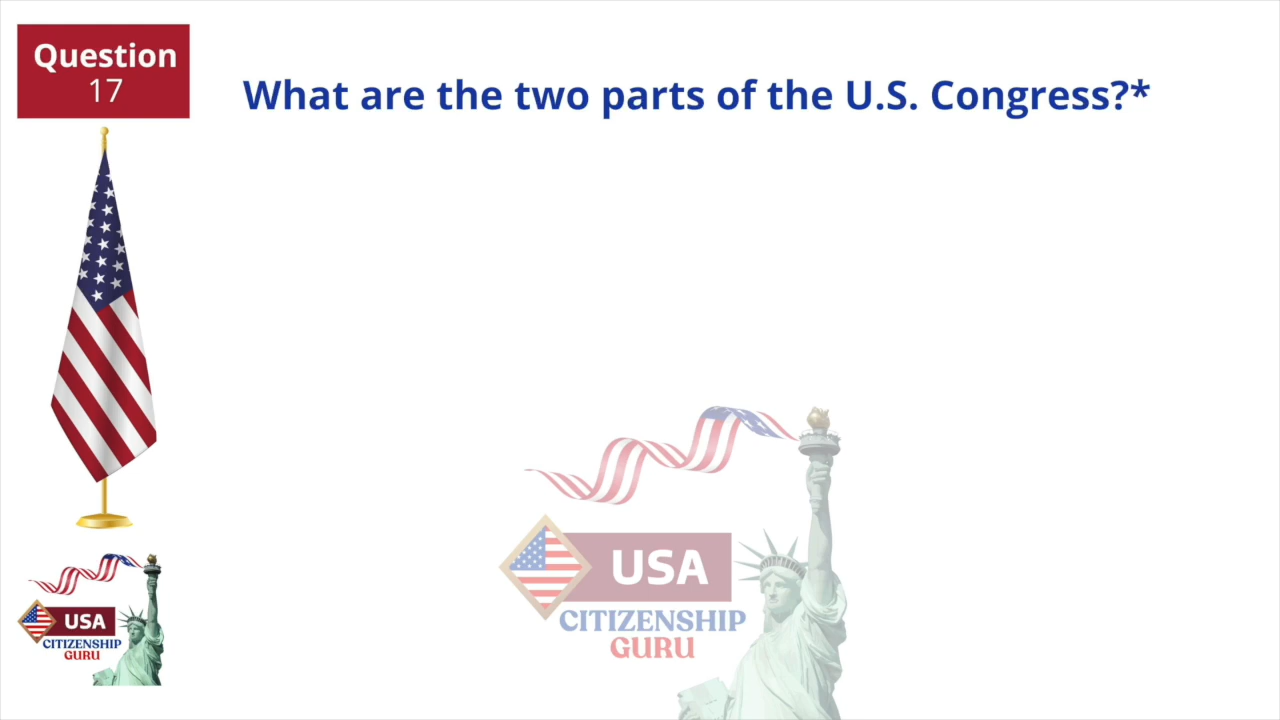 Question
17
What are the two parts of the U.S. Congress?*
USA
CITIZENSHIP
GURU
USA
CITIZENSHIP
GURU